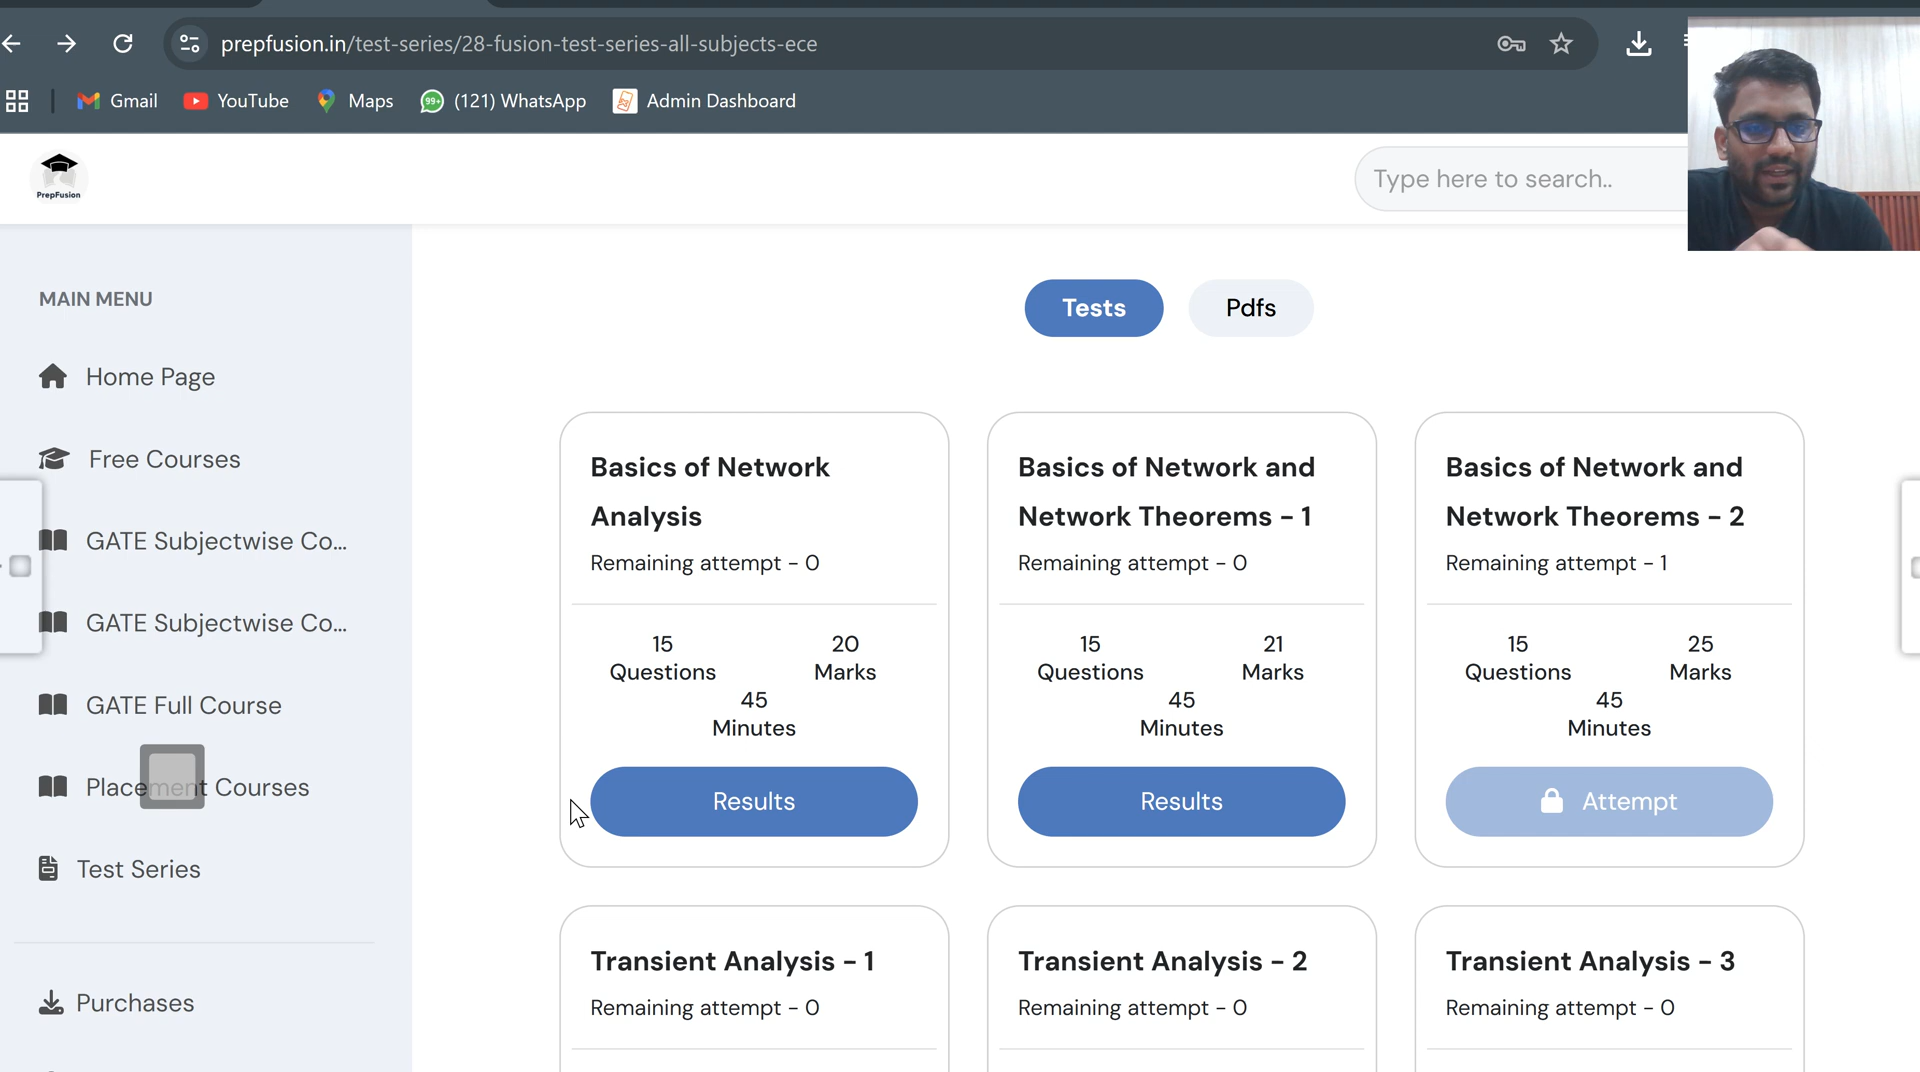 prepfusion.in/test-series/28-fusion-test-series-all-subjects-ece
Gmail
YouTube
Maps
99+
(121) WhatsApp
Admin Dashboard
PrepFusion
Type here to search..
MAIN MENU
Home Page
Free Courses
GATE Subjectwise Co...
GATE Subjectwise Co...
GATE Full Course
Placement Courses
Test Series
Purchases
Tests
Pdfs
Basics of Network
Analysis
Remaining attempt - 0
15
Questions
20
Marks
45
Minutes
Results
Basics of Network and
Network Theorems - 1
Remaining attempt - 0
15
Questions
21
Marks
45
Minutes
Results
Basics of Network and
Network Theorems - 2
Remaining attempt - 1
15
Questions
25
Marks
45
Minutes
Attempt
Transient Analysis - 1
Remaining attempt - 0
Transient Analysis - 2
Remaining attempt - 0
Transient Analysis - 3
Remaining attempt - 0